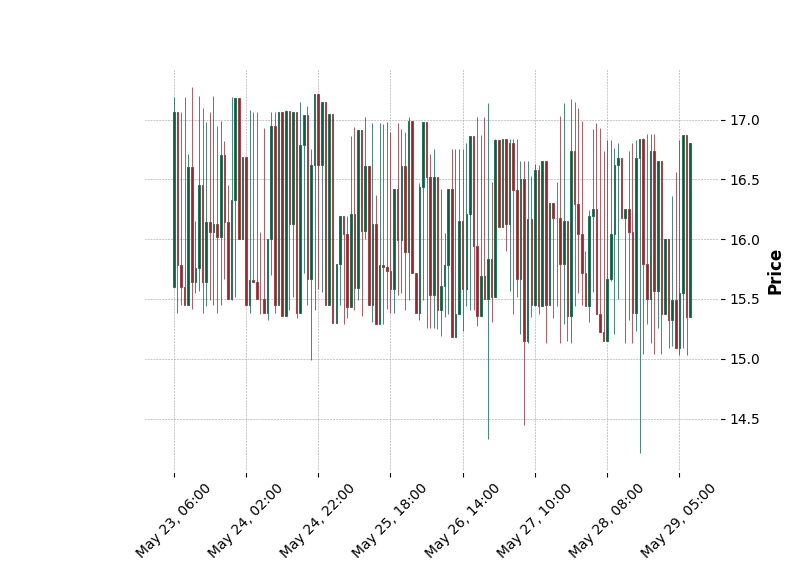 17.0
16.5
16.0
15.5
15.0
14.5
Price
May 23, 06:00
May 24, 02:00
May 24, 22:00
May 25, 18:00
May 26, 14:00
May 27, 10:00
May 28, 08:00
May 29, 05:00